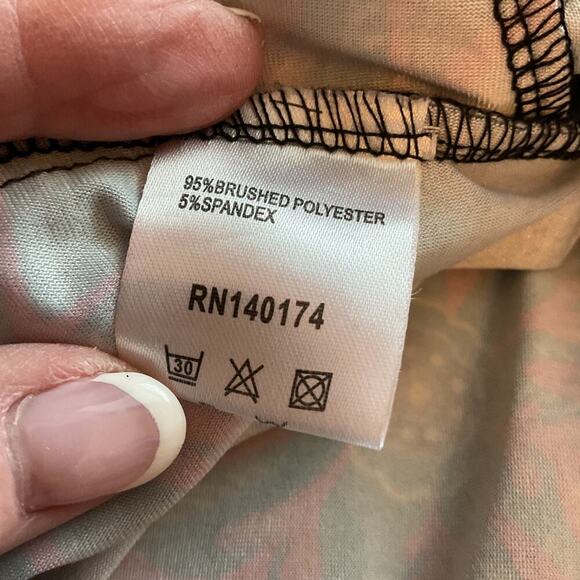 95%BRUSHED POLYESTER
5%SPANDEX
RN140174
30